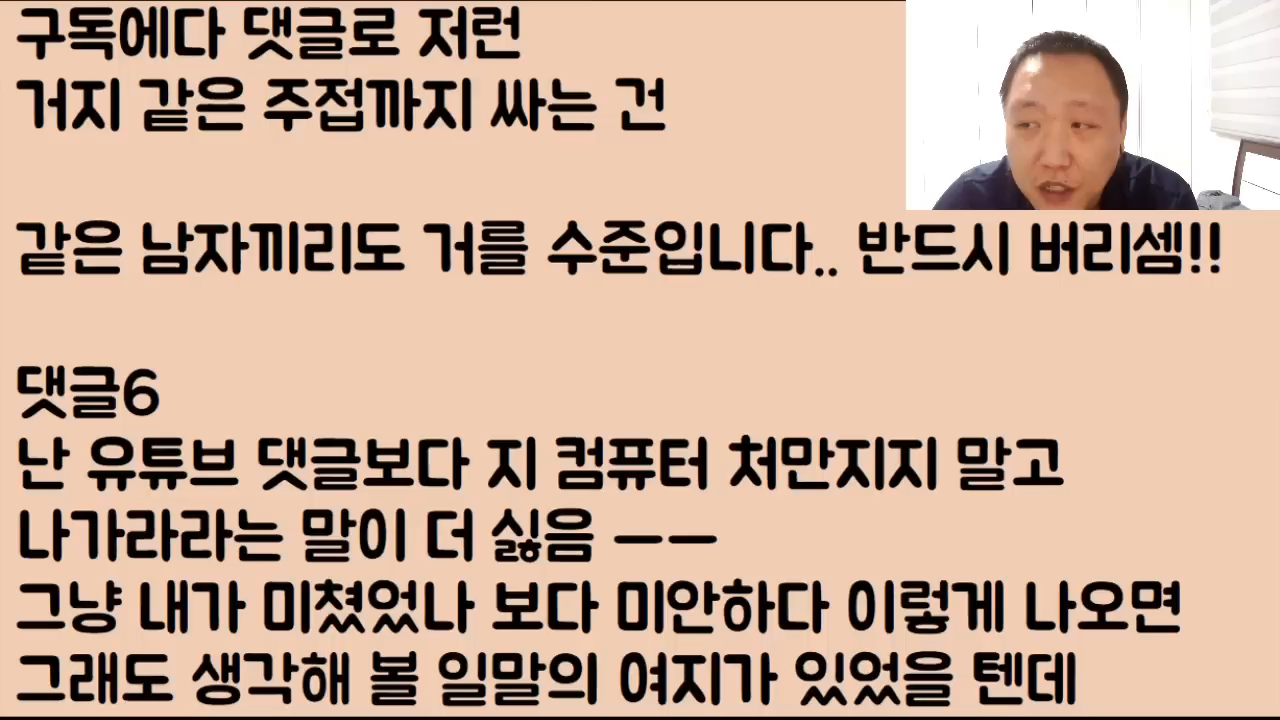 구독에다 댓글로 저런
거지 같은 주접까지 싸는 건
같은 남자끼리도 거를 수준입니다.. 반드시 버리셈!!
댓글6
난 유튜브 댓글보다 지 컴퓨터 처만지지 말고
나가라라는 말이 더 싫음 ㅡㅡ
그냥 내가 미쳤었나 보다 미안하다 이렇게 나오면
그래도 생각해 볼 일말의 여지가 있었을 텐데